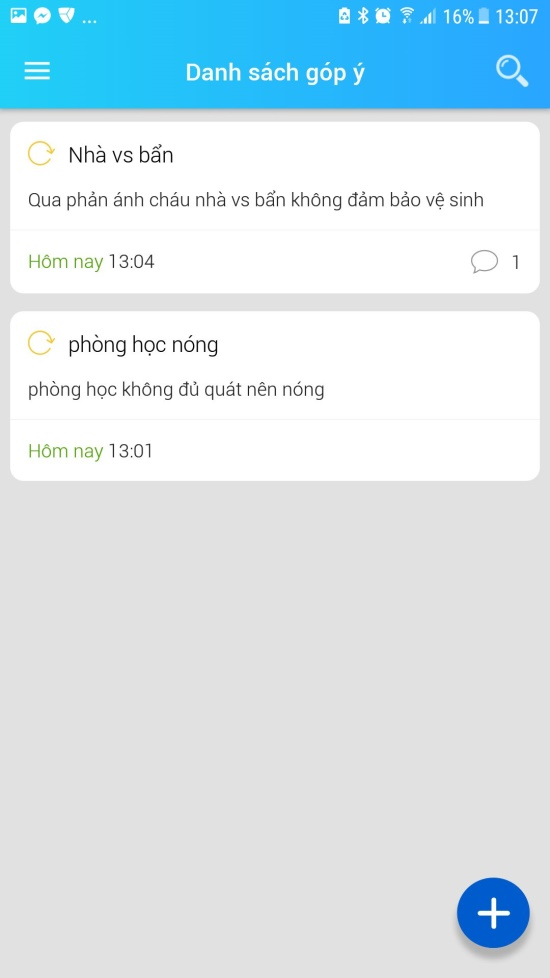 ... 16% 13:07
Danh sách góp ý
Nhà vs bẩn
Qua phản ánh cháu nhà vs bẩn không đảm bảo vệ sinh
Hôm nay 13:04 1
phòng học nóng
phòng học không đủ quát nên nóng
Hôm nay 13:01